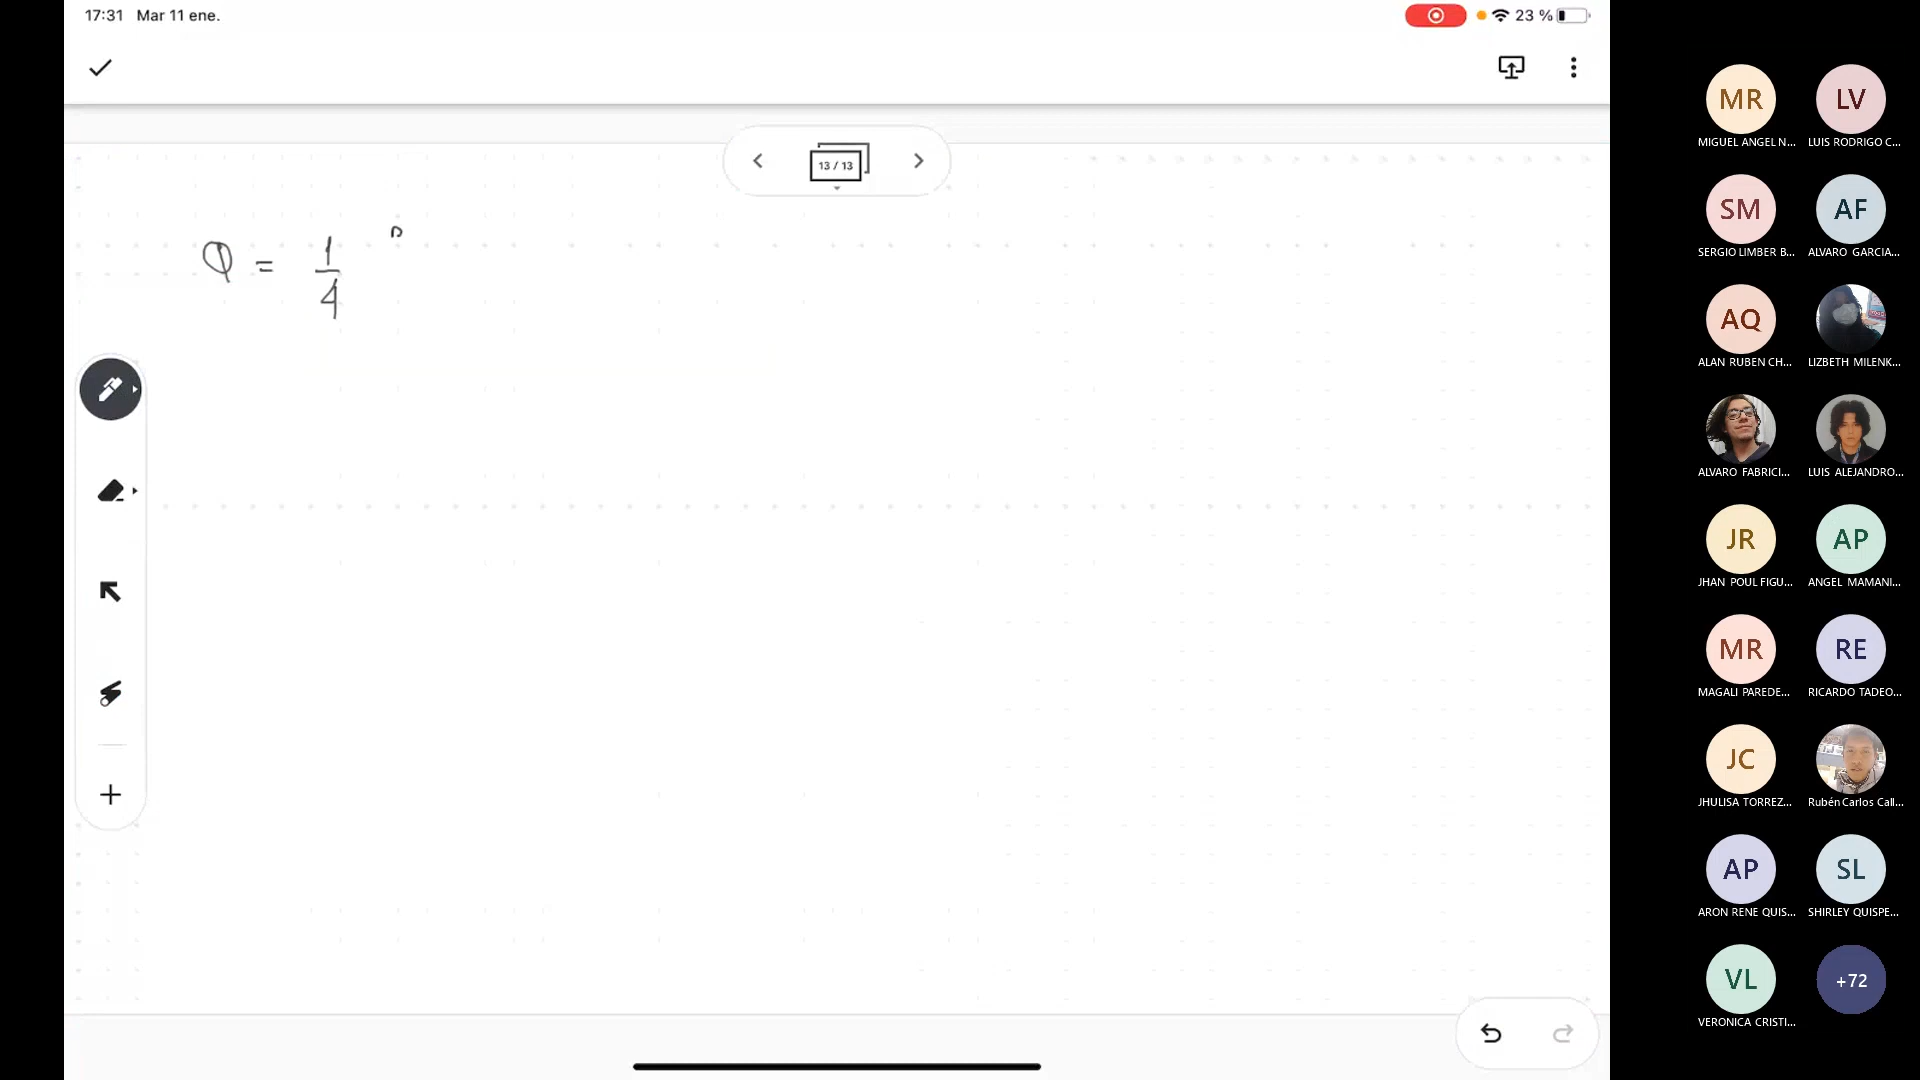 17:31 Mar 11 ene. 23 %
13 / 13
Q = 1/4 n
MR LV
MIGUEL ANGEL N... LUIS RODRIGO C...
SM AF
SERGIO LIMBER B... ALVARO GARCIA...
AQ
ALAN RUBEN CH... LIZBETH MILENK...
ALVARO FABRICI... LUIS ALEJANDRO...
JR AP
JHAN POUL FIGU... ANGEL MAMANI...
MR RE
MAGALI PAREDE... RICARDO TADEO...
JC
JHULISA TORREZ... Rubén Carlos Call...
AP SL
ARON RENE QUIS... SHIRLEY QUISPE...
VL +72
VERONICA CRISTI...